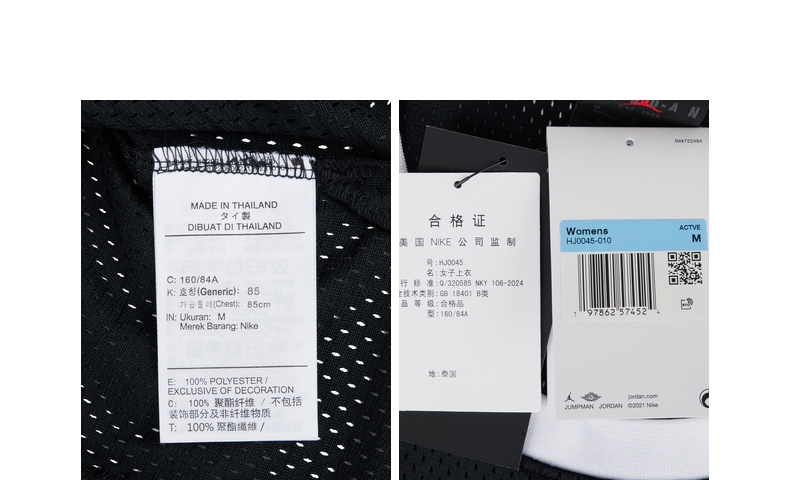 MADE IN THAILAND
タイ製
DIBUAT DI THAILAND
C: 160/84A
K: 호칭(Generic): 85
가슴둘레(Chest): 85cm
IN: Ukuran: M
Merek Barang: Nike
E: 100% POLYESTER /
EXCLUSIVE OF DECORATION
C: 100% 聚酯纤维 / 不包括
装饰部分及非纤维物质
T: 100% 聚酯纖維 /
合格证
美国 NIKE 公司监制
号: HJ0045
名: 女子上衣
行 标 准: Q/320585 NKY 106-2024
全技术类别: GB 18401 B类
品 等 级: 合格品
型: 160/84A
地: 泰国
IM#722494
Womens
HJ0045-010
ACTVE
M
1 97862 57452 4
JUMPMAN JORDAN
jordan.com
©2021 Nike